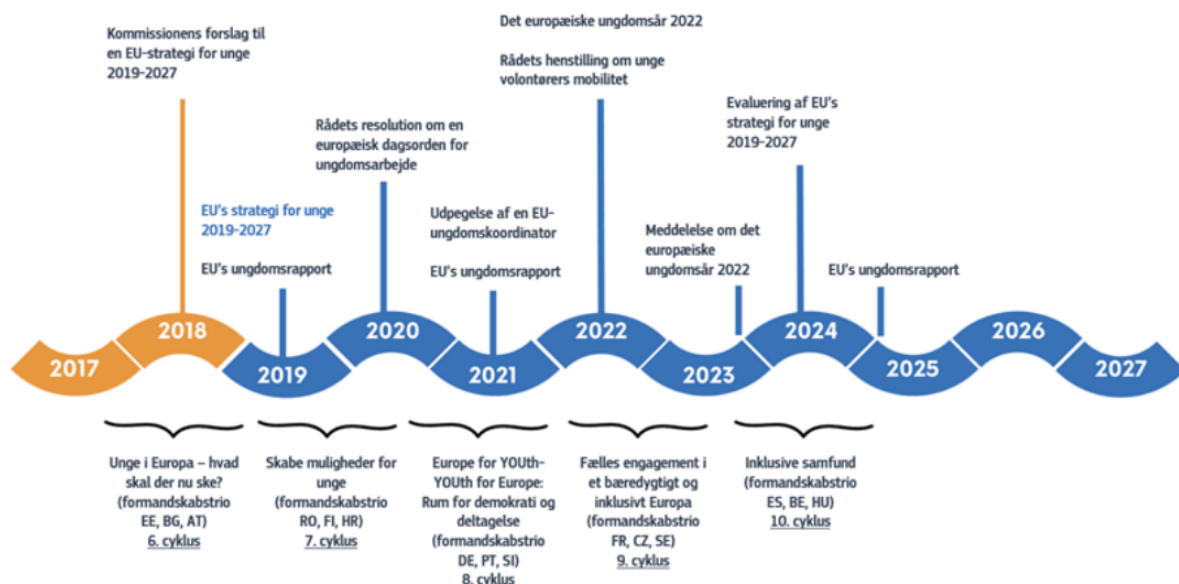 Kommissionens forslag til
en EU-strategi for unge
2019-2027
EU's strategi for unge
2019-2027
EU's ungdomsrapport
Rådets resolution om en
europæisk dagsorden for
ungdomsarbejde
Udpegelse af en EU-
ungdomskoordinator
EU's ungdomsrapport
Det europæiske ungdomsår 2022
Rådets henstilling om unge
volontørers mobilitet
Meddelelse om det
europæiske
ungdomsår 2022
Evaluering af EU's
strategi for unge
2019-2027
EU's ungdomsrapport
2017
2018
2019
2020
2021
2022
2023
2024
2025
2026
2027
Unge i Europa – hvad
skal der nu ske?
(formandskabstrio
EE, BG, AT)
6. cyklus
Skabe muligheder for
unge
(formandskabstrio
RO, FI, HR)
7. cyklus
Europe for YOUth-
YOUth for Europe:
Rum for demokrati og
deltagelse
(formandskabstrio
DE, PT, SI)
8. cyklus
Fælles engagement i
et bæredygtigt og
inklusivt Europa
(formandskabstrio
FR, CZ, SE)
9. cyklus
Inklusive samfund
(formandskabstrio
ES, BE, HU)
10. cyklus